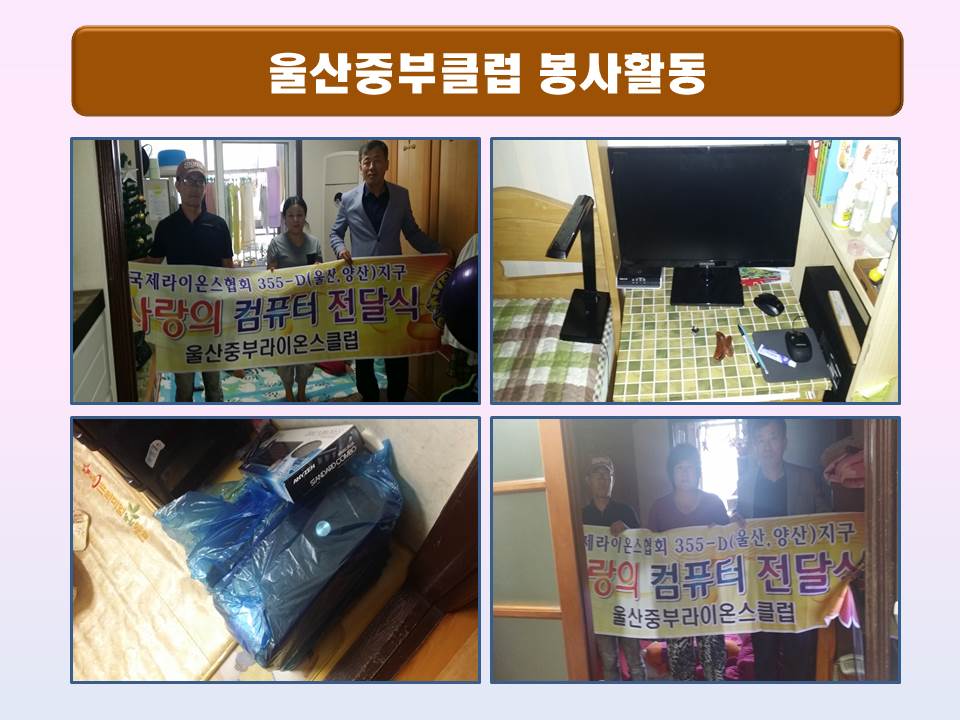 울산중부클럽 봉사활동
국제라이온스협회 355-D(울산,양산)지구
사랑의 컴퓨터 전달식
울산중부라이온스클럽
STANDARD COMBO
제라이온스협회 355-D(울산,양산)지구
랑의 컴퓨터 전달식
울산중부라이온스클럽